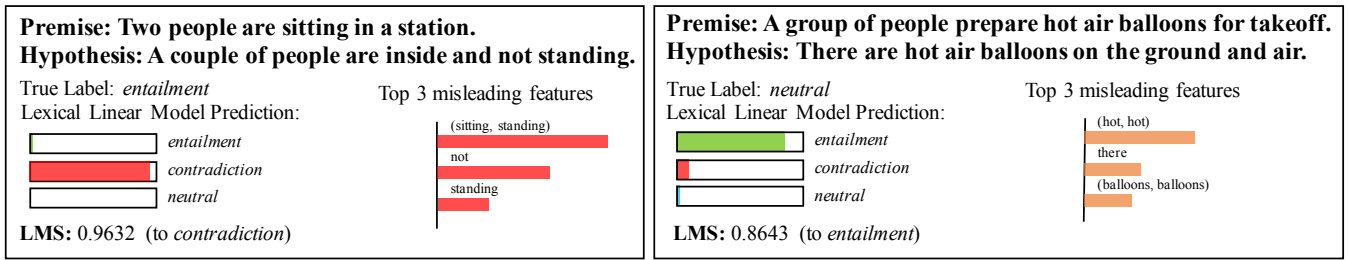 Premise: Two people are sitting in a station.
Hypothesis: A couple of people are inside and not standing.
True Label: entailment
Lexical Linear Model Prediction:
entailment
contradiction
neutral
Top 3 misleading features
(sitting, standing)
not
standing
LMS: 0.9632 (to contradiction)
Premise: A group of people prepare hot air balloons for takeoff.
Hypothesis: There are hot air balloons on the ground and air.
True Label: neutral
Lexical Linear Model Prediction:
entailment
contradiction
neutral
Top 3 misleading features
(hot, hot)
there
(balloons, balloons)
LMS: 0.8643 (to entailment)